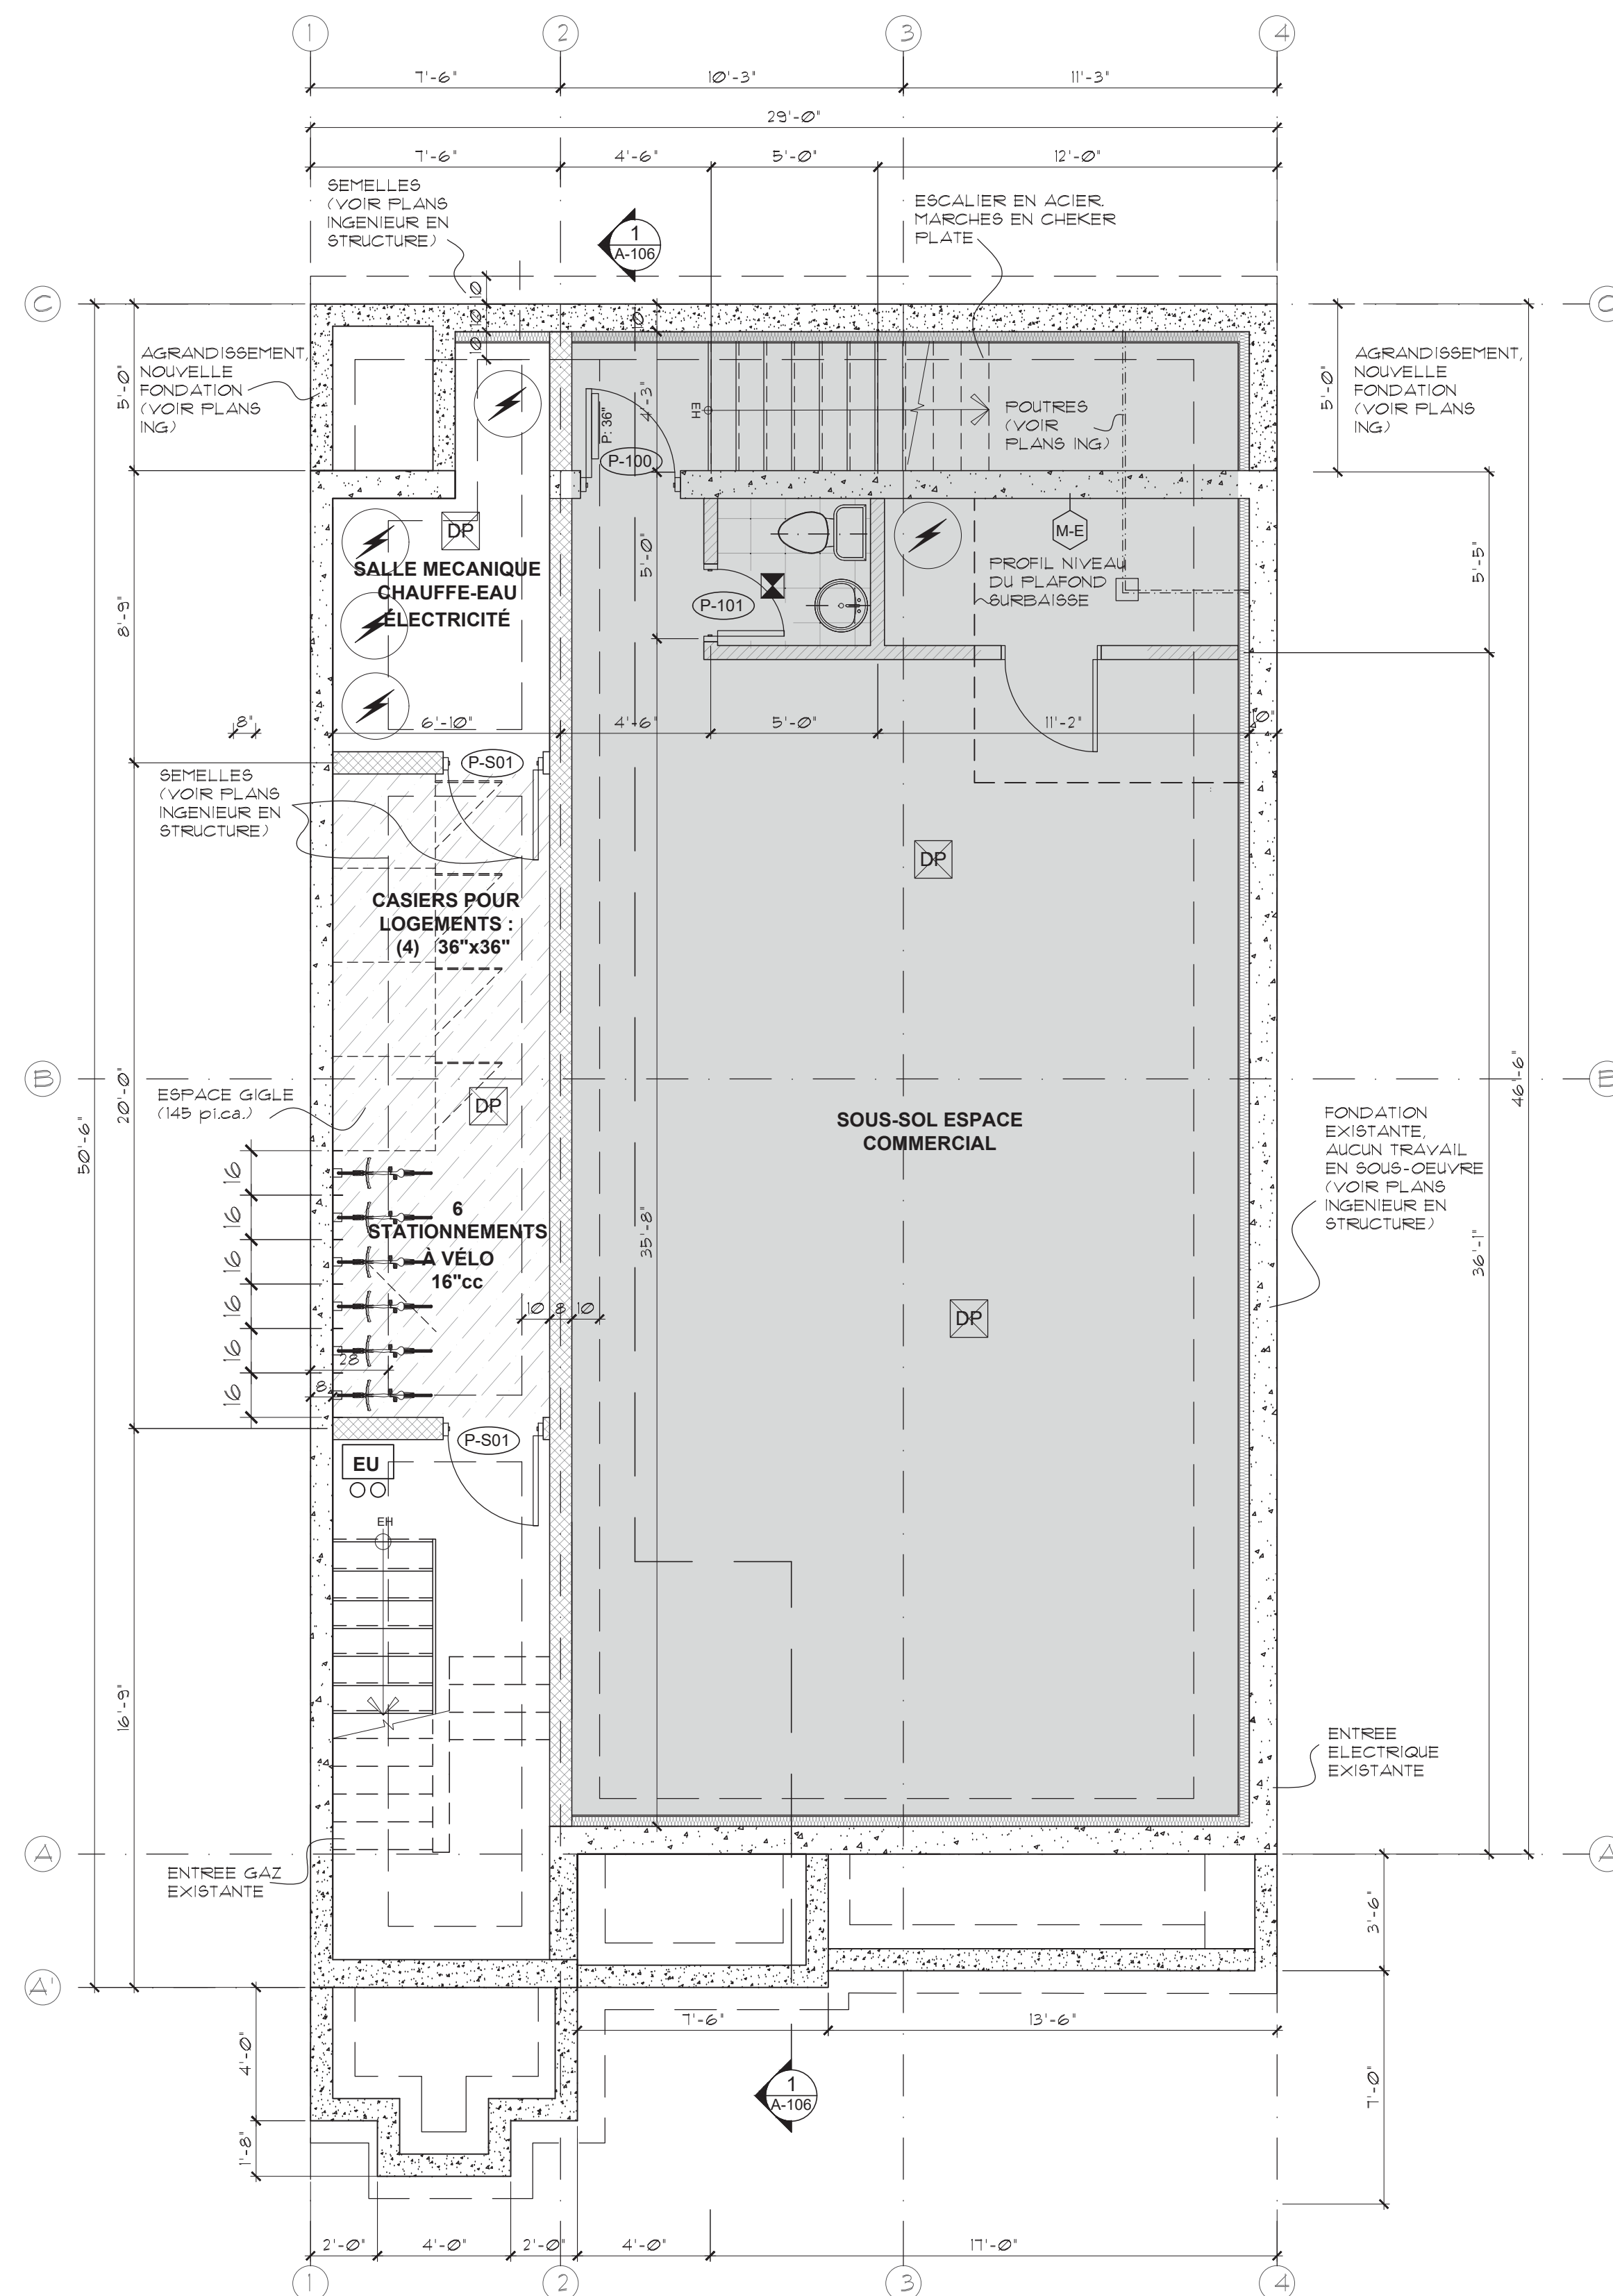 1
2
3
4
7'-6"
10'-3"
11'-3"
29'-0"
7'-6"
4'-6"
5'-0"
12'-0"
SEMELLES
(VOIR PLANS
INGENIEUR EN
STRUCTURE)
1
A-106
ESCALIER EN ACIER.
MARCHES EN CHEKER
PLATE
C
C
10
10
10
10
AGRANDISSEMENT,
NOUVELLE
FONDATION
(VOIR PLANS
ING)
5'-0"
4'-3"
P: 36"
P-100
EH
POUTRES
(VOIR
PLANS ING)
5'-0"
AGRANDISSEMENT,
NOUVELLE
FONDATION
(VOIR PLANS
ING)
DP
SALLE MECANIQUE
CHAUFFE-EAU
ÉLECTRICITÉ
8'-9"
5'-0"
P-101
M-E
PROFIL NIVEAU
DU PLAFOND
SURBAISSE
5'-5"
8"
6'-10"
4'-6"
5'-0"
11'-2"
10"
P-S01
SEMELLES
(VOIR PLANS
INGENIEUR EN
STRUCTURE)
DP
CASIERS POUR
LOGEMENTS :
(4) 36"x36"
B
B
ESPACE GIGLE
(145 pi.ca.)
DP
50'-6"
20'-0"
SOUS-SOL ESPACE
COMMERCIAL
46'-6"
FONDATION
EXISTANTE,
AUCUN TRAVAIL
EN SOUS-OEUVRE
(VOIR PLANS
INGENIEUR EN
STRUCTURE)
16
16
16
16
16
16
6
STATIONNEMENTS
À VÉLO
16"cc
35'-8"
36'-1"
10
8
10
DP
28
8
P-S01
EU
EH
16'-9"
ENTREE
ELECTRIQUE
EXISTANTE
A
A
ENTREE GAZ
EXISTANTE
3'-6"
A'
7'-6"
13'-6"
4'-0"
1
A-106
7'-0"
1'-8"
2'-0"
4'-0"
2'-0"
4'-0"
17'-0"
1
2
3
4